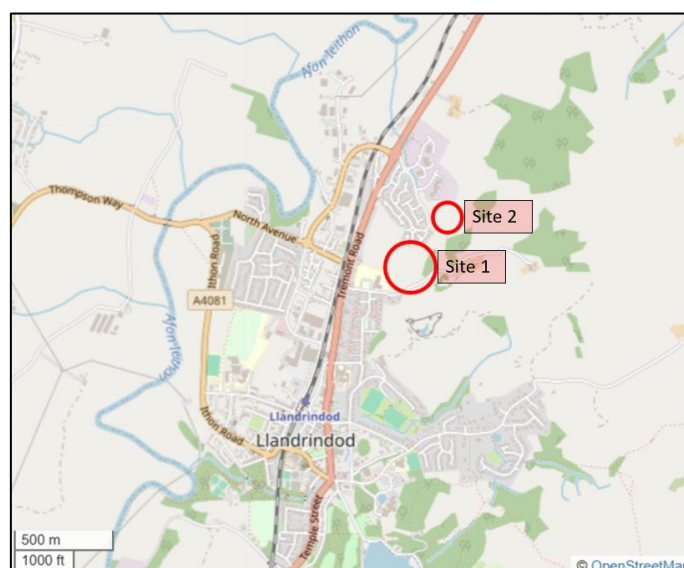 Afon Ieithon
Thompson Way
North Avenue
Site 2
Tremont Road
Site 1
Ithon Road
A4081
Afon Ieithon
Llandrindod
Ithon Road
Llandrindod
Temple Street
500 m
1000 ft
© OpenStreetMap